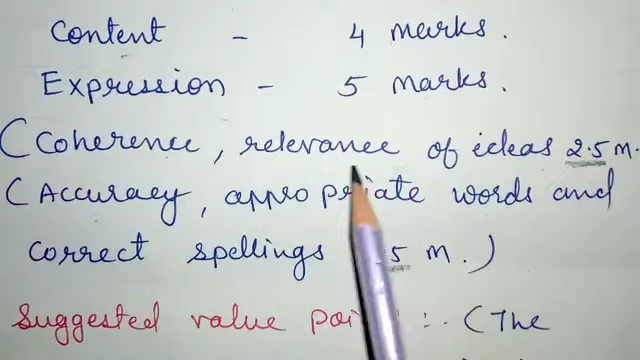 Content - 4 marks.
Expression - 5 marks.
(Coherence, relevance of ideas 2.5 M.
(Accuracy, appropriate words and
correct spellings 5 M.)
Suggested value :- (The